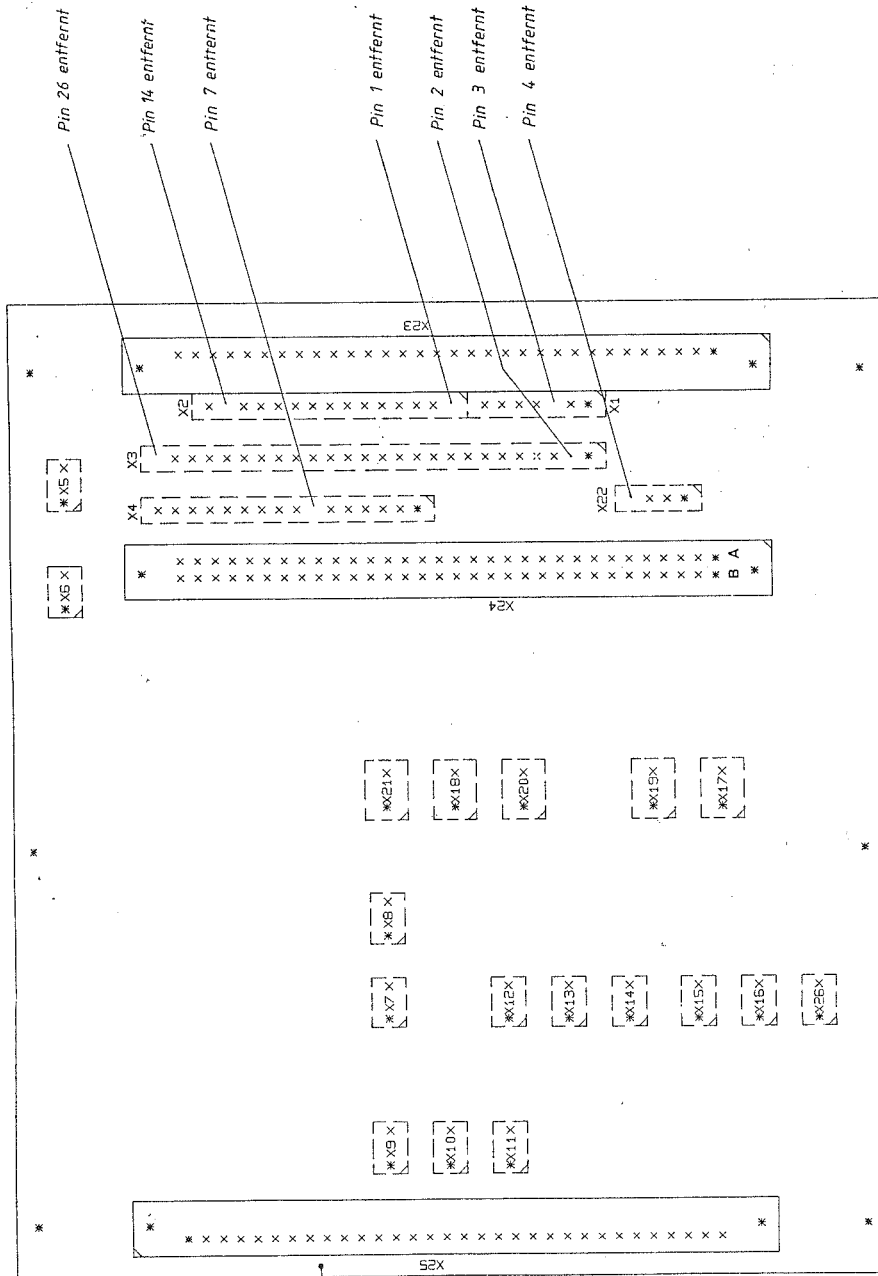 Pin 26 entfernt
Pin 14 entfernt
Pin 7 entfernt
Pin 1 entfernt
Pin 2 entfernt
Pin 3 entfernt
Pin 4 entfernt
X23
X2
X1
X3
X5
X4
X22
X6
B A
X24
X21
X18
X20
X19
X17
X8
X7
X12
X13
X14
X15
X16
X26
X9
X10
X11
X25